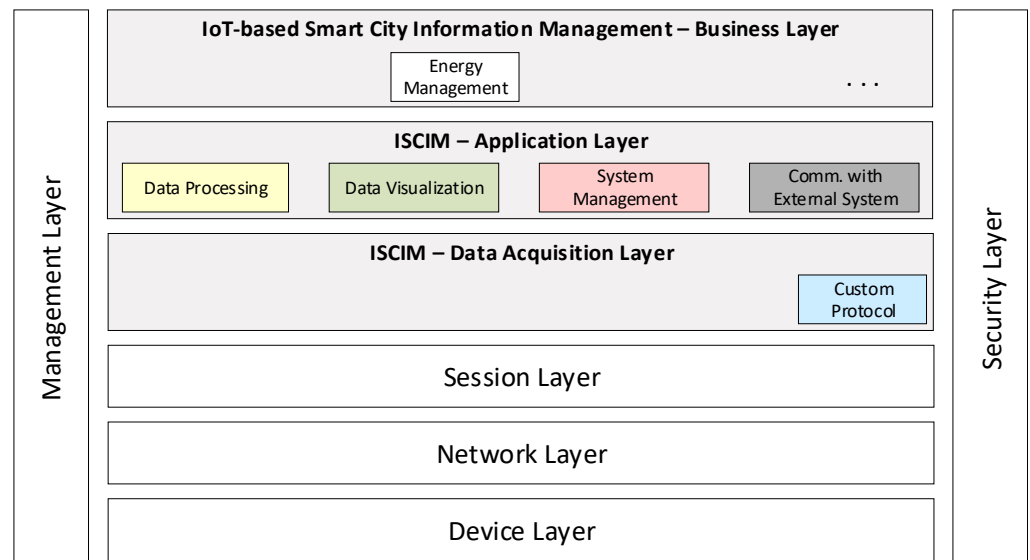 IoT-based Smart City Information Management – Business Layer
Energy
Management
. . .
ISCIM – Application Layer
Data Processing
Data Visualization
System
Management
Comm. with
External System
ISCIM – Data Acquisition Layer
Custom
Protocol
Session Layer
Network Layer
Device Layer
Management Layer
Security Layer